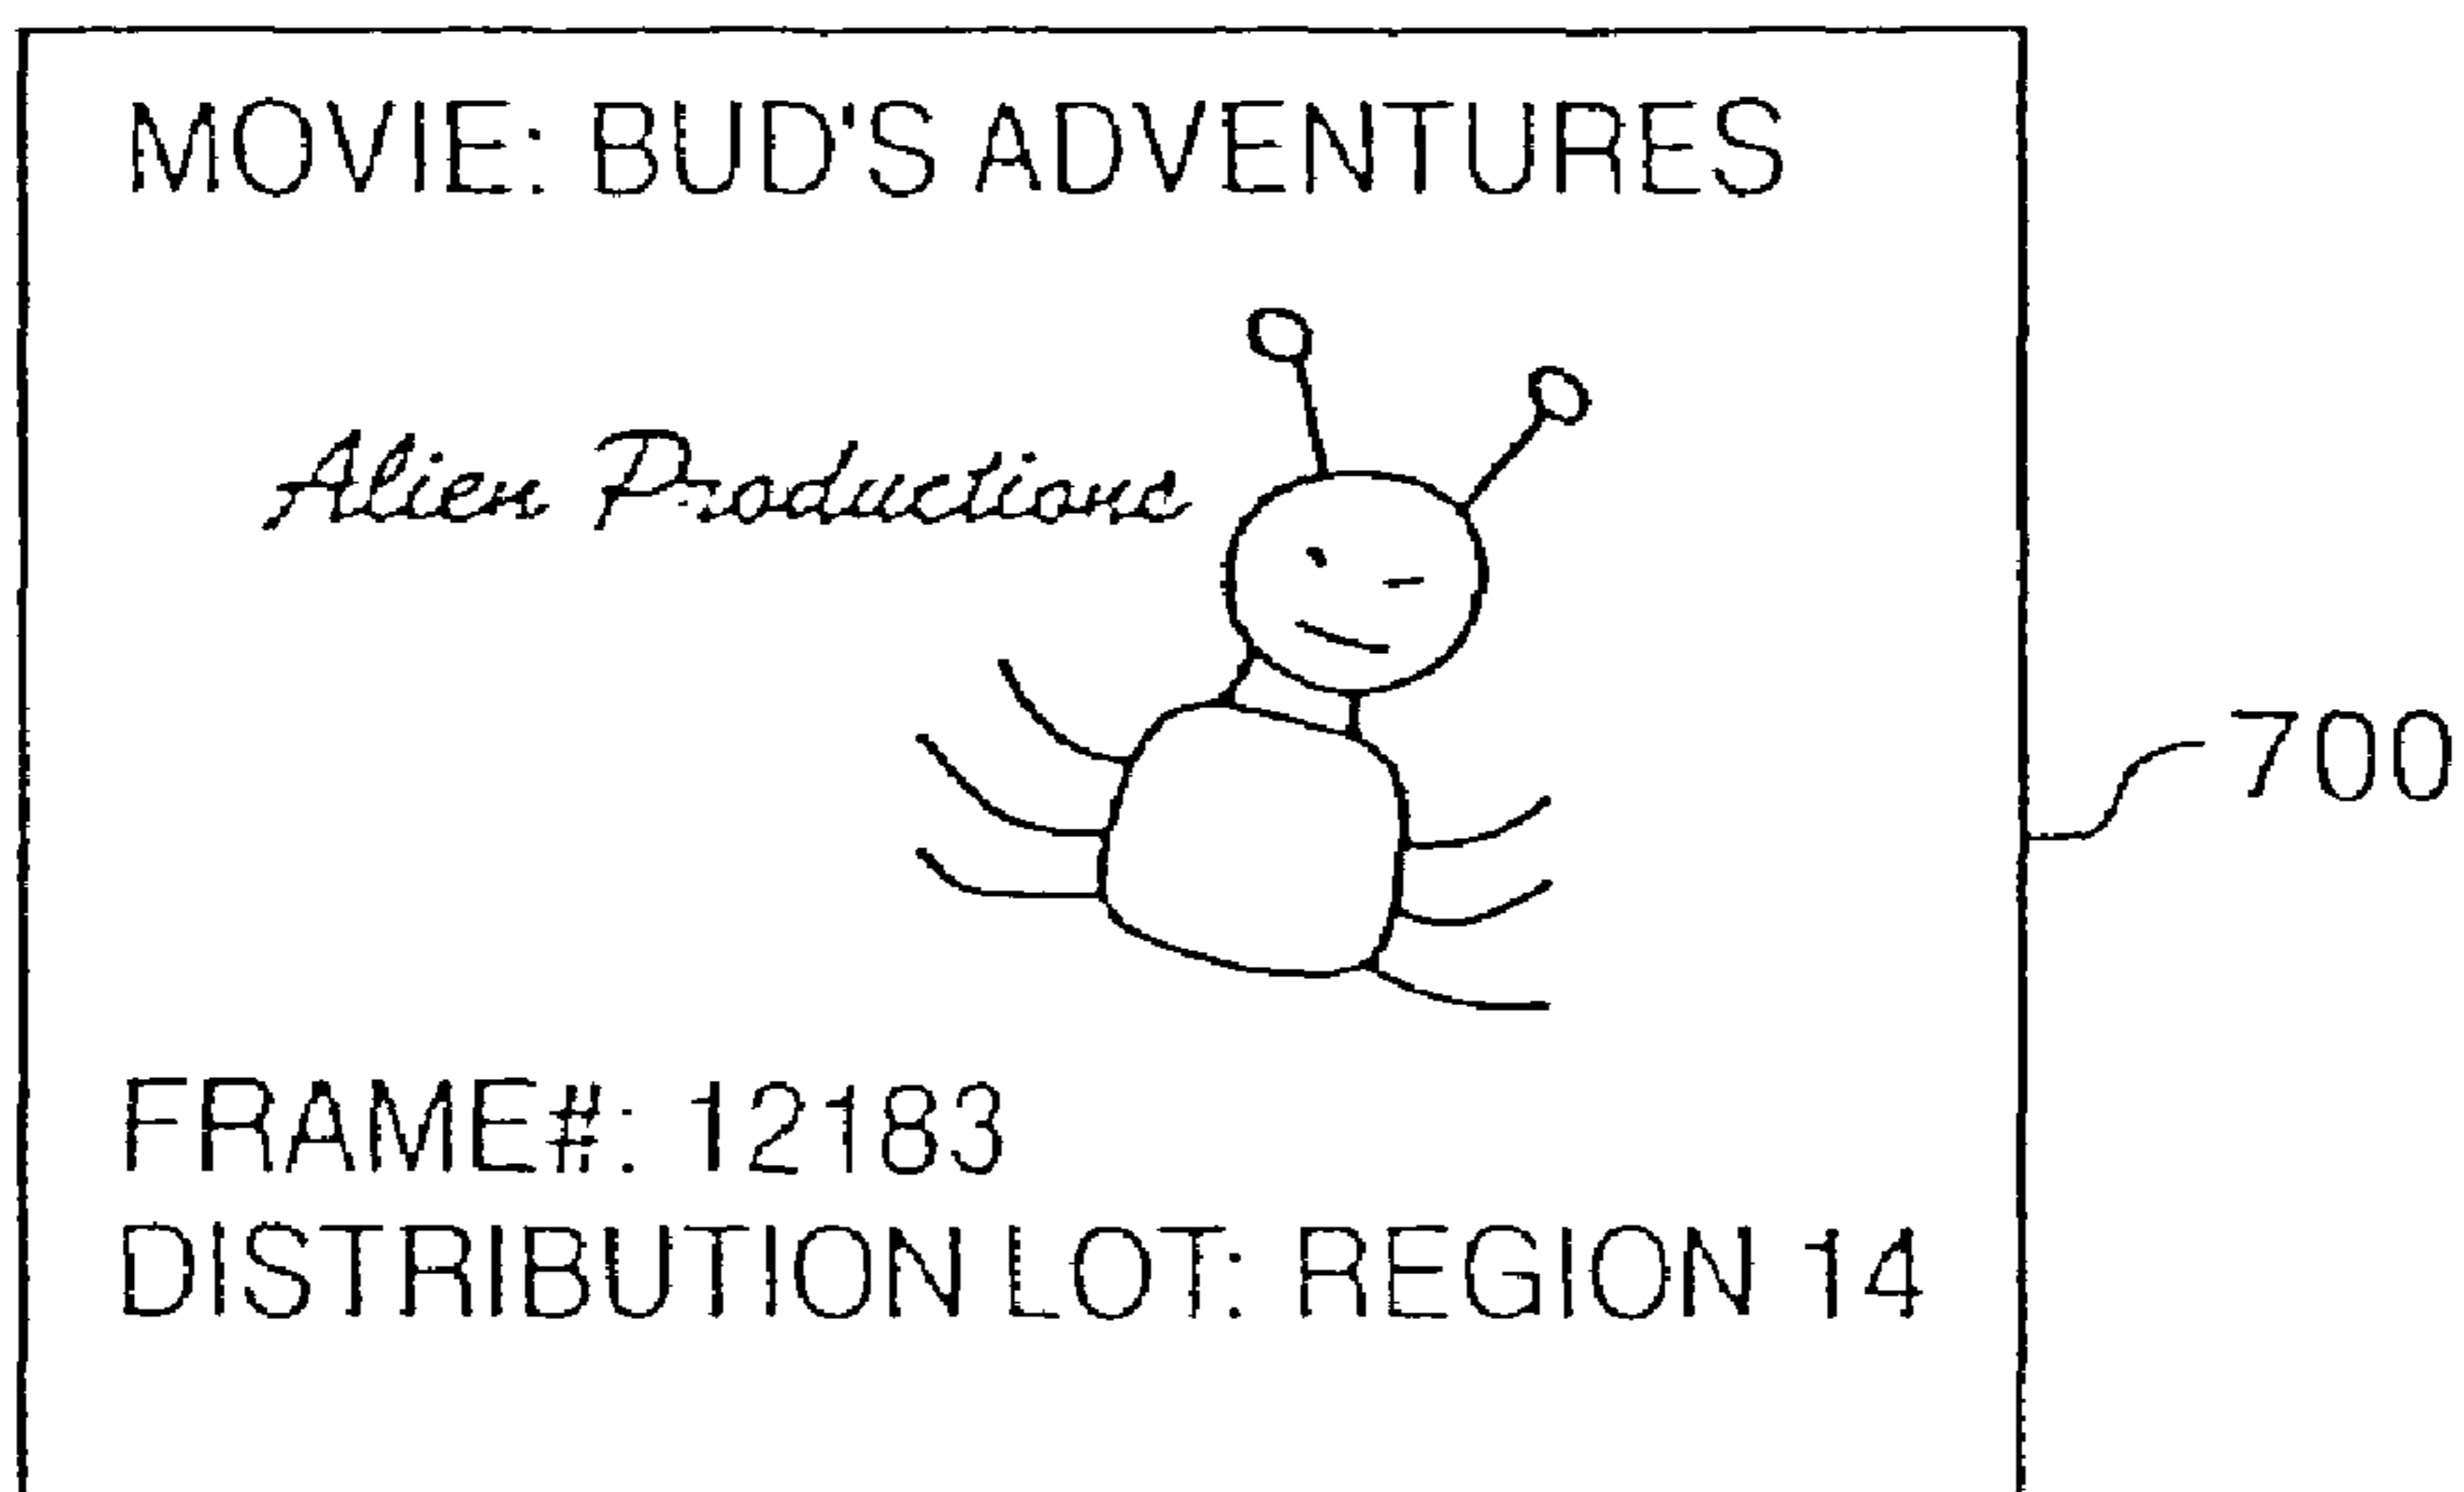 MOVIE: BUD'S ADVENTURES
Alien Productions
700
FRAME#: 12183
DISTRIBUTION LOT: REGION 14